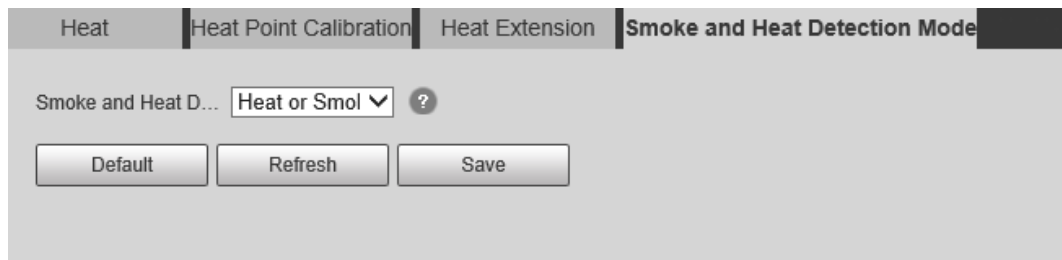 Heat Heat Point Calibration Heat Extension Smoke and Heat Detection Mode
Smoke and Heat D... Heat or Smol ?
Default Refresh Save